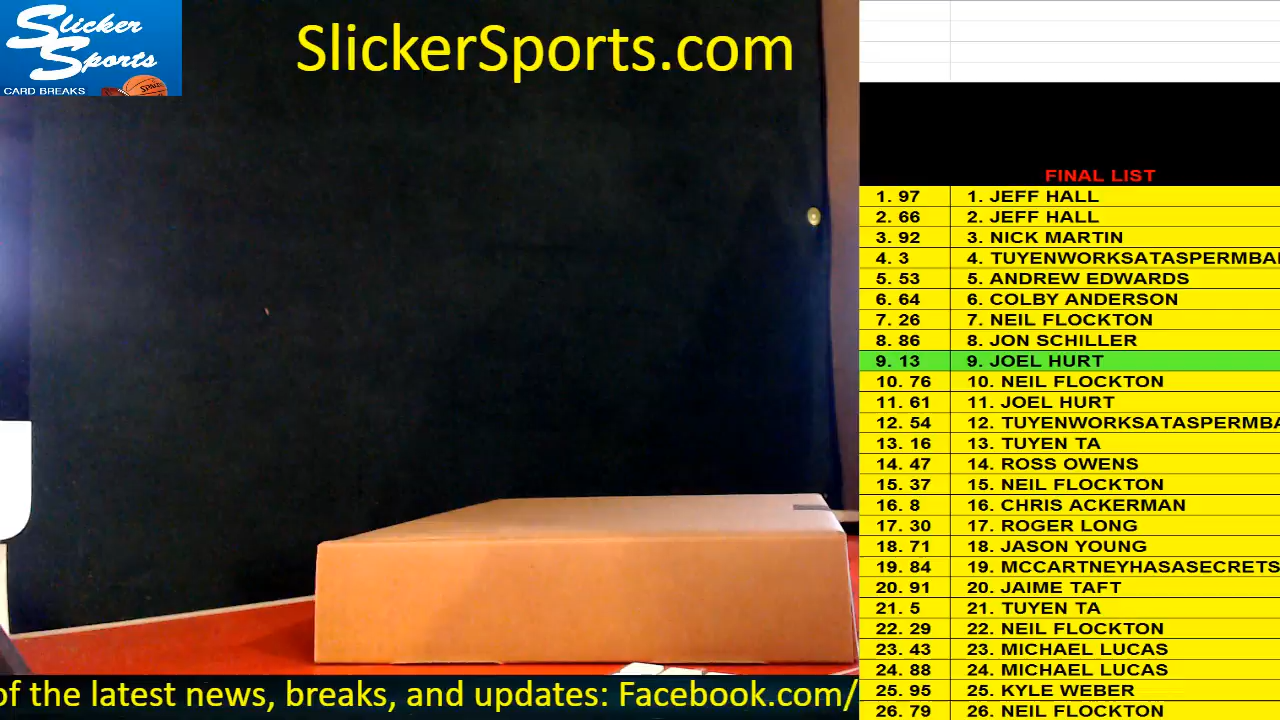 Slicker
Sports
CARD BREAKS
SlickerSports.com
FINAL LIST
1. 97 1. JEFF HALL
2. 66 2. JEFF HALL
3. 92 3. NICK MARTIN
4. 3 4. TUYENWORKSATASPERMBA
5. 53 5. ANDREW EDWARDS
6. 64 6. COLBY ANDERSON
7. 26 7. NEIL FLOCKTON
8. 86 8. JON SCHILLER
9. 13 9. JOEL HURT
10. 76 10. NEIL FLOCKTON
11. 61 11. JOEL HURT
12. 54 12. TUYENWORKSATASPERMBA
13. 16 13. TUYEN TA
14. 47 14. ROSS OWENS
15. 37 15. NEIL FLOCKTON
16. 8 16. CHRIS ACKERMAN
17. 30 17. ROGER LONG
18. 71 18. JASON YOUNG
19. 84 19. MCCARTNEYHASASECRETS
20. 91 20. JAIME TAFT
21. 5 21. TUYEN TA
22. 29 22. NEIL FLOCKTON
23. 43 23. MICHAEL LUCAS
24. 88 24. MICHAEL LUCAS
25. 95 25. KYLE WEBER
26. 79 26. NEIL FLOCKTON
of the latest news, breaks, and updates: Facebook.com/